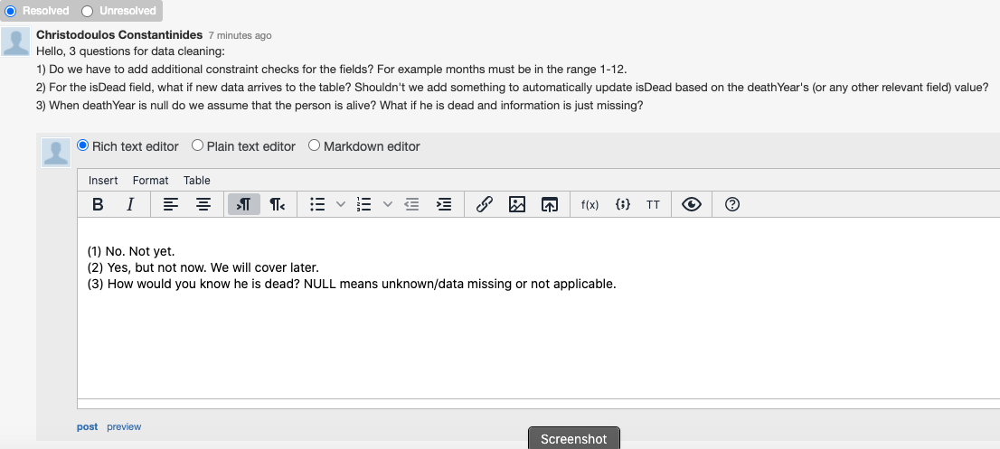 Resolved Unresolved
Christodoulos Constantinides 7 minutes ago
Hello, 3 questions for data cleaning:
1) Do we have to add additional constraint checks for the fields? For example months must be in the range 1-12.
2) For the isDead field, what if new data arrives to the table? Shouldn't we add something to automatically update isDead based on the deathYear's (or any other relevant field) value?
3) When deathYear is null do we assume that the person is alive? What if he is dead and information is just missing?
Rich text editor Plain text editor Markdown editor
Insert Format Table
B I f(x) {;} TT
(1) No. Not yet.
(2) Yes, but not now. We will cover later.
(3) How would you know he is dead? NULL means unknown/data missing or not applicable.
post preview
Screenshot